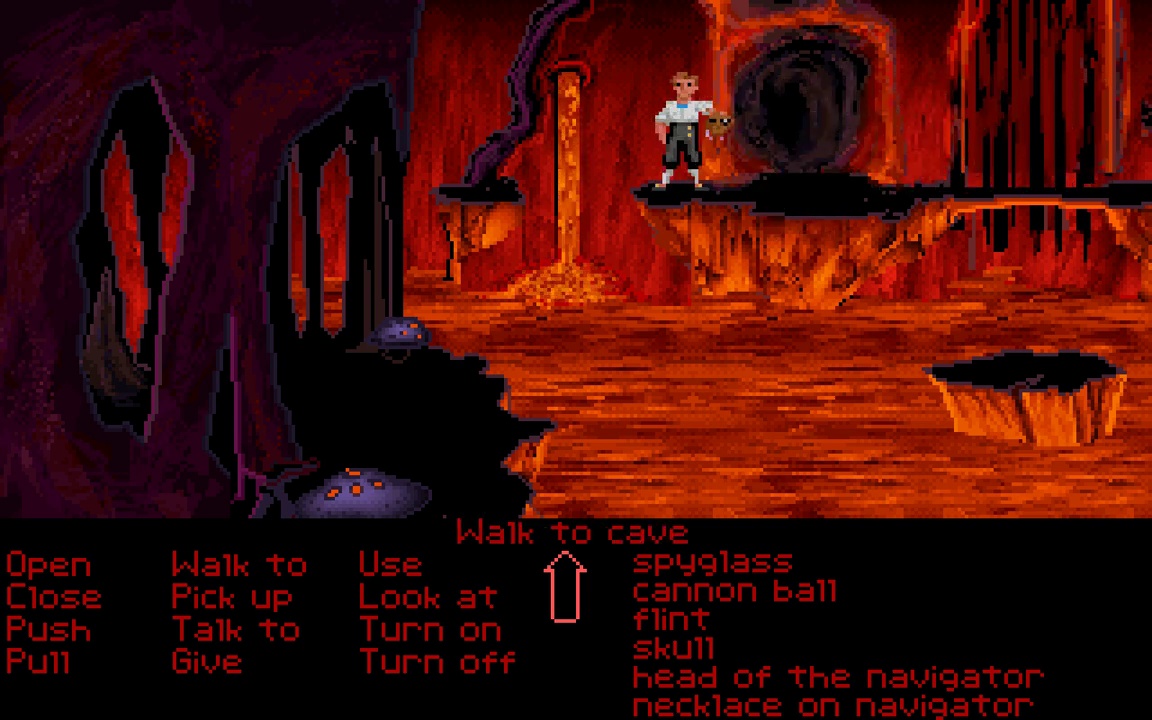 Walk to cave
Open Walk to Use spyglass
Close Pick up Look at cannon ball
Push Talk to Turn on flint
Pull Give Turn off skull
head of the navigator
necklace on navigator